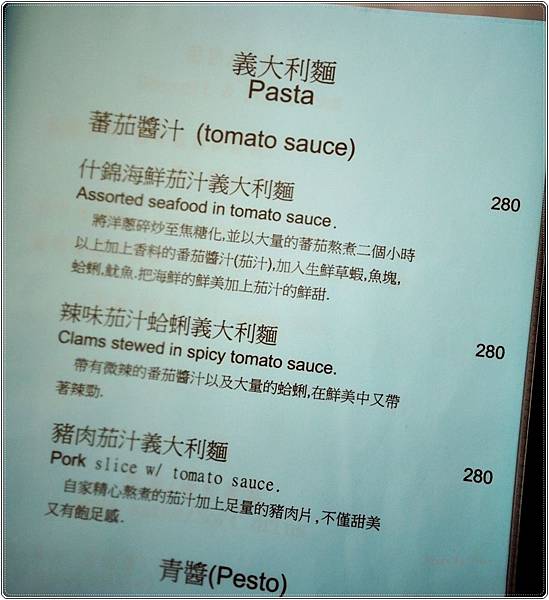 義大利麵
Pasta
蕃茄醬汁 (tomato sauce)
什錦海鮮茄汁義大利麵
280
Assorted seafood in tomato sauce.
將洋蔥碎炒至焦糖化,並以大量的蕃茄熬煮二個小時
以上加上香料的番茄醬汁(茄汁),加入生鮮草蝦,魚塊,
蛤蜊,魷魚.把海鮮的鮮美加上茄汁的鮮甜.
辣味茄汁蛤蜊義大利麵
280
Clams stewed in spicy tomato sauce.
帶有微辣的番茄醬汁以及大量的蛤蜊,在鮮美中又帶
著辣勁.
豬肉茄汁義大利麵
280
Pork slice w/ tomato sauce.
自家精心熬煮的茄汁加上足量的豬肉片,不僅甜美
又有飽足感.
青醬(Pesto)